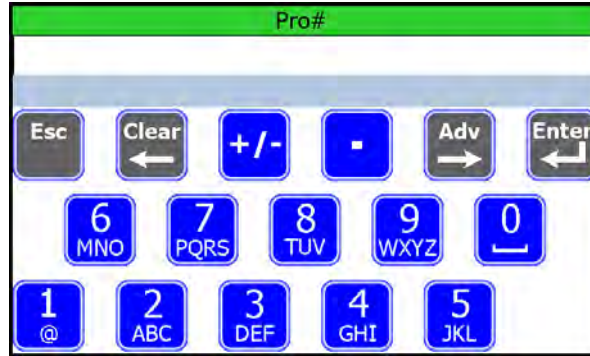 Pro#
Esc Clear +/- . Adv Enter
6 7 8 9 0
MNO PQRS TUV WXYZ
1 2 3 4 5
@ ABC DEF GHI JKL